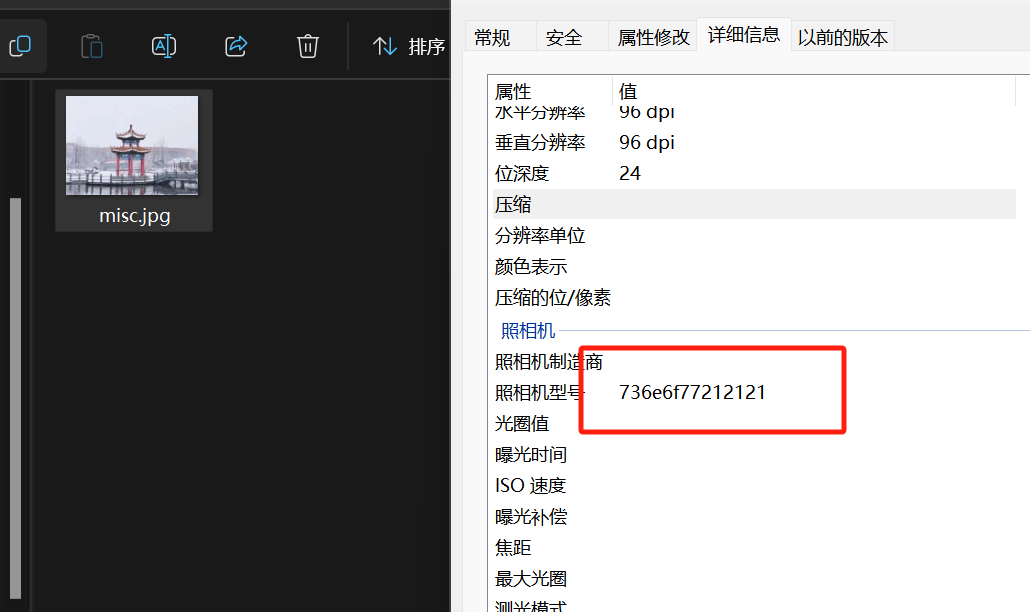 排序
misc.jpg
常规 安全 属性修改 详细信息 以前的版本
属性 值
水平分辨率 96 dpi
垂直分辨率 96 dpi
位深度 24
压缩
分辨率单位
颜色表示
压缩的位/像素
照相机
照相机制造商
照相机型号 736e6f77212121
光圈值
曝光时间
ISO 速度
曝光补偿
焦距
最大光圈
测光模式